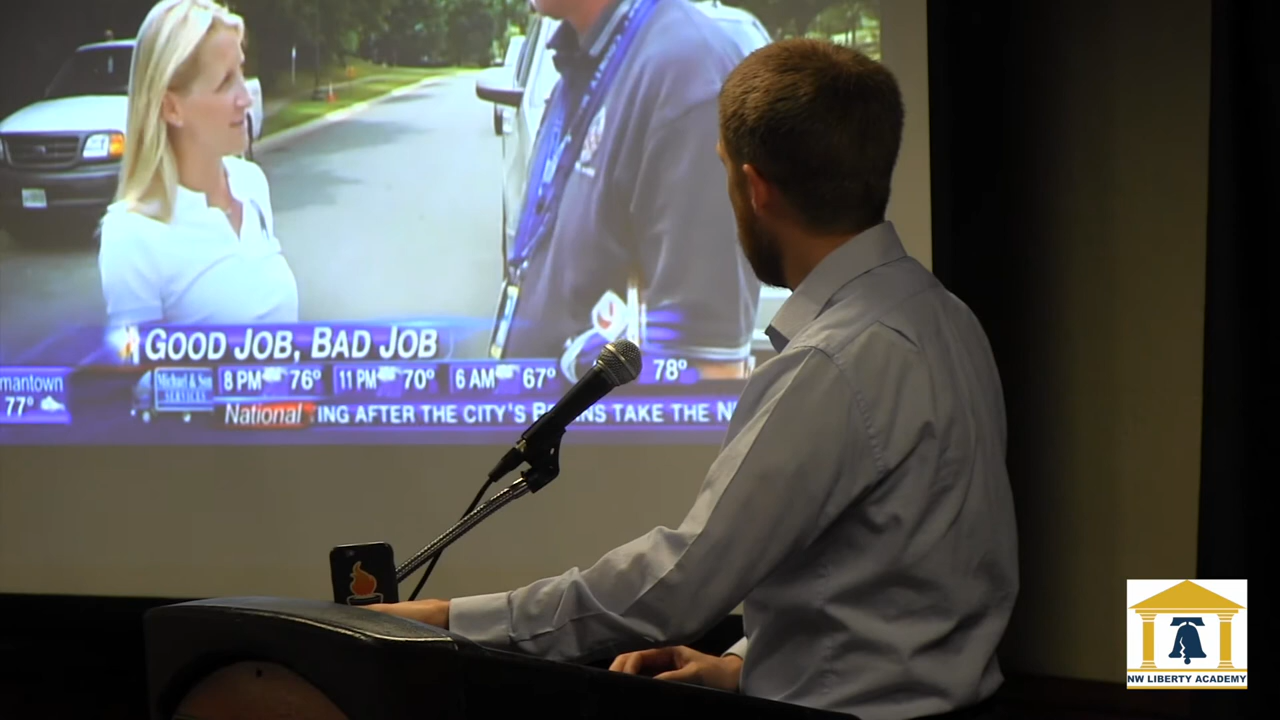 GOOD JOB, BAD JOB
mantown
77°
Michael & Son
SERVICES
8 PM 76° 11 PM 70° 6 AM 67° 78°
National ING AFTER THE CITY'S TAKE THE
NW LIBERTY ACADEMY